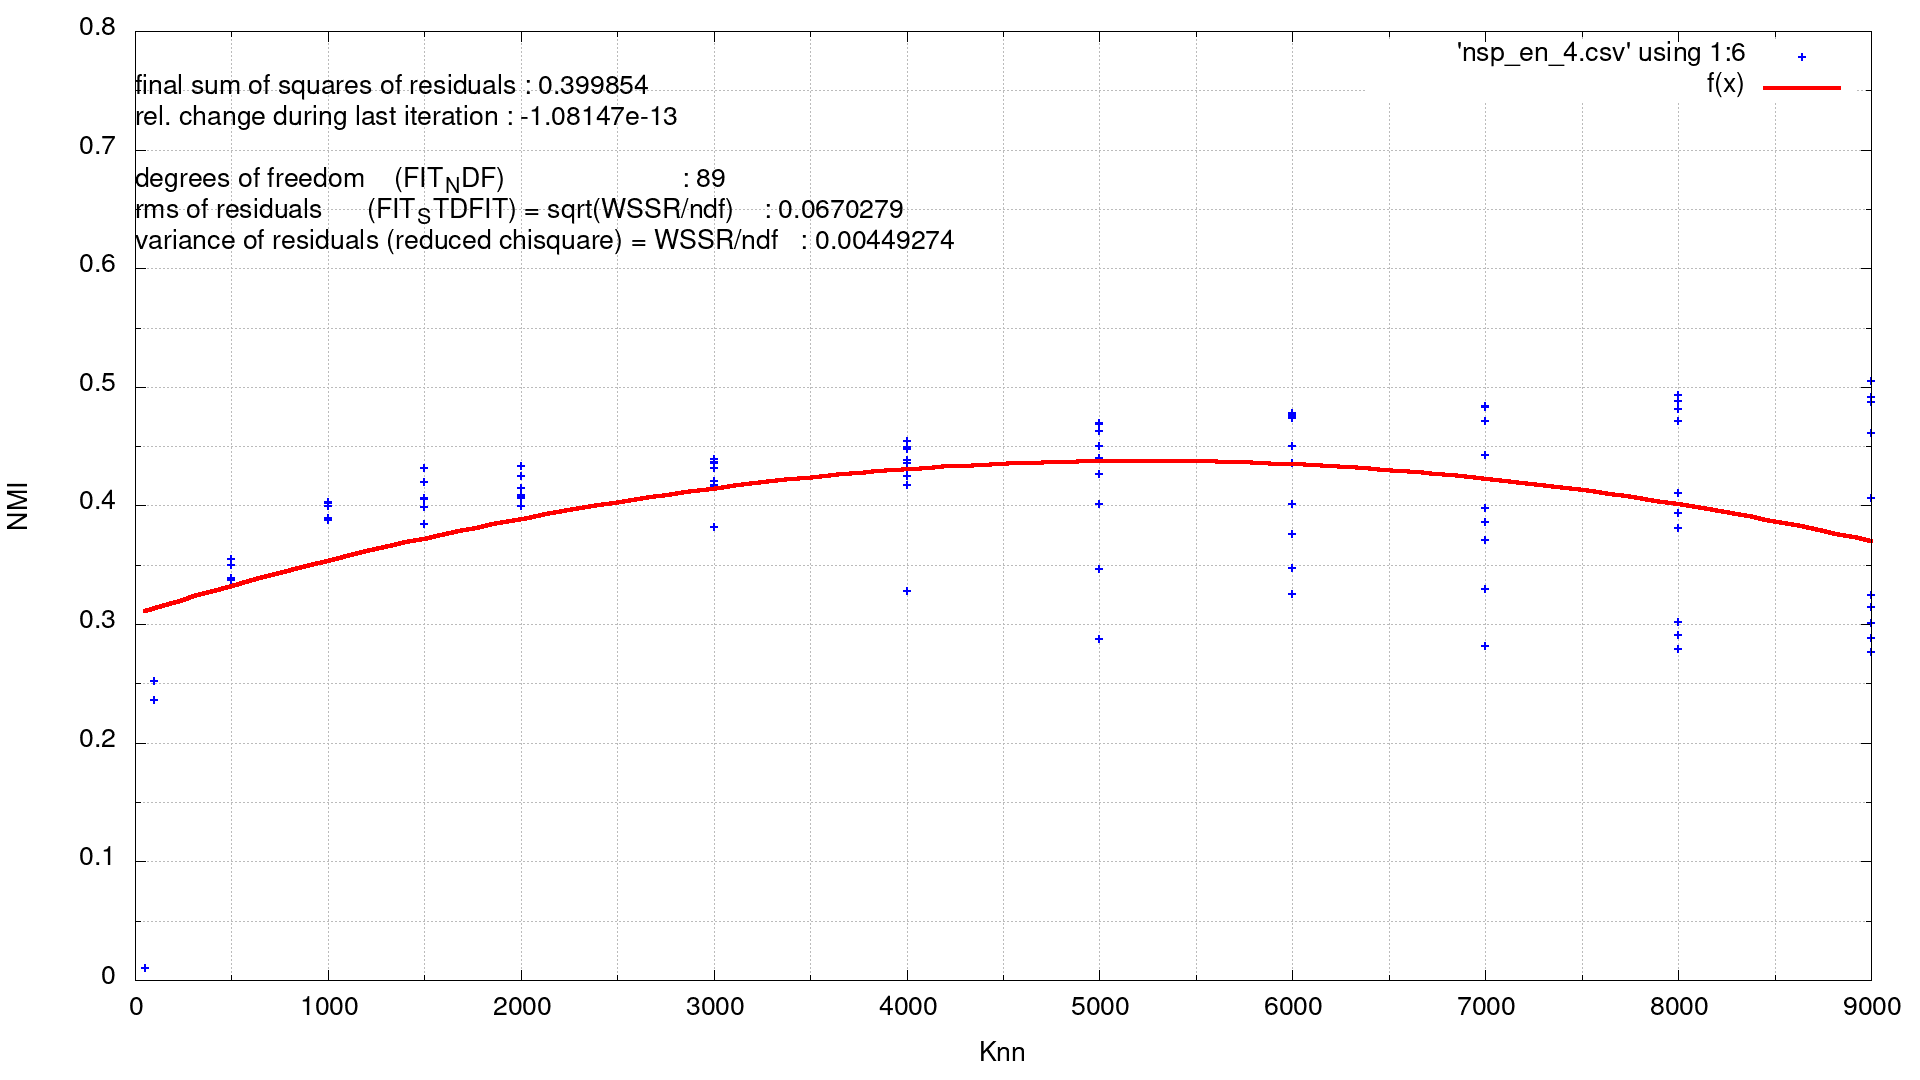 'nsp_en_4.csv' using 1:6
f(x)
final sum of squares of residuals : 0.399854
rel. change during last iteration : -1.08147e-13
degrees of freedom (FIT_NDF) : 89
rms of residuals (FIT_STDFIT) = sqrt(WSSR/ndf) : 0.0670279
variance of residuals (reduced chisquare) = WSSR/ndf : 0.00449274
0.8
0.7
0.6
0.5
0.4
0.3
0.2
0.1
0
NMI
0 1000 2000 3000 4000 5000 6000 7000 8000 9000
Knn